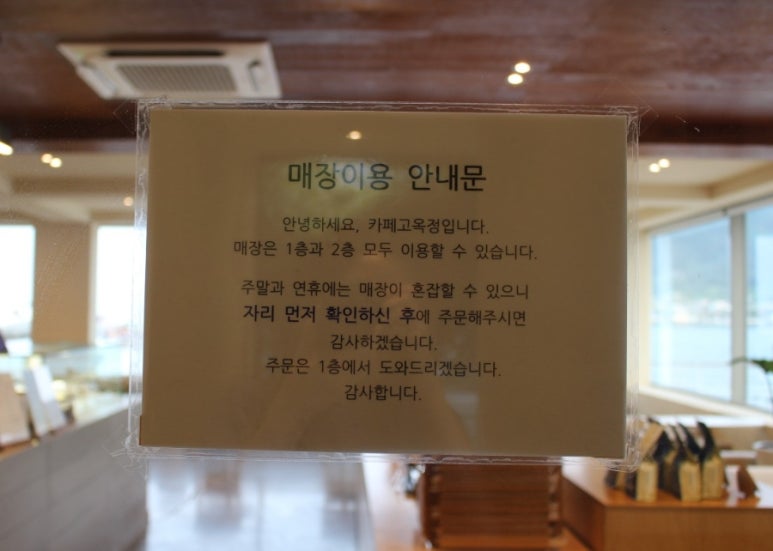 매장이용 안내문
안녕하세요, 카페고옥정입니다.
매장은 1층과 2층 모두 이용할 수 있습니다.
주말과 연휴에는 매장이 혼잡할 수 있으니
자리 먼저 확인하신 후에 주문해주시면
감사하겠습니다.
주문은 1층에서 도와드리겠습니다.
감사합니다.